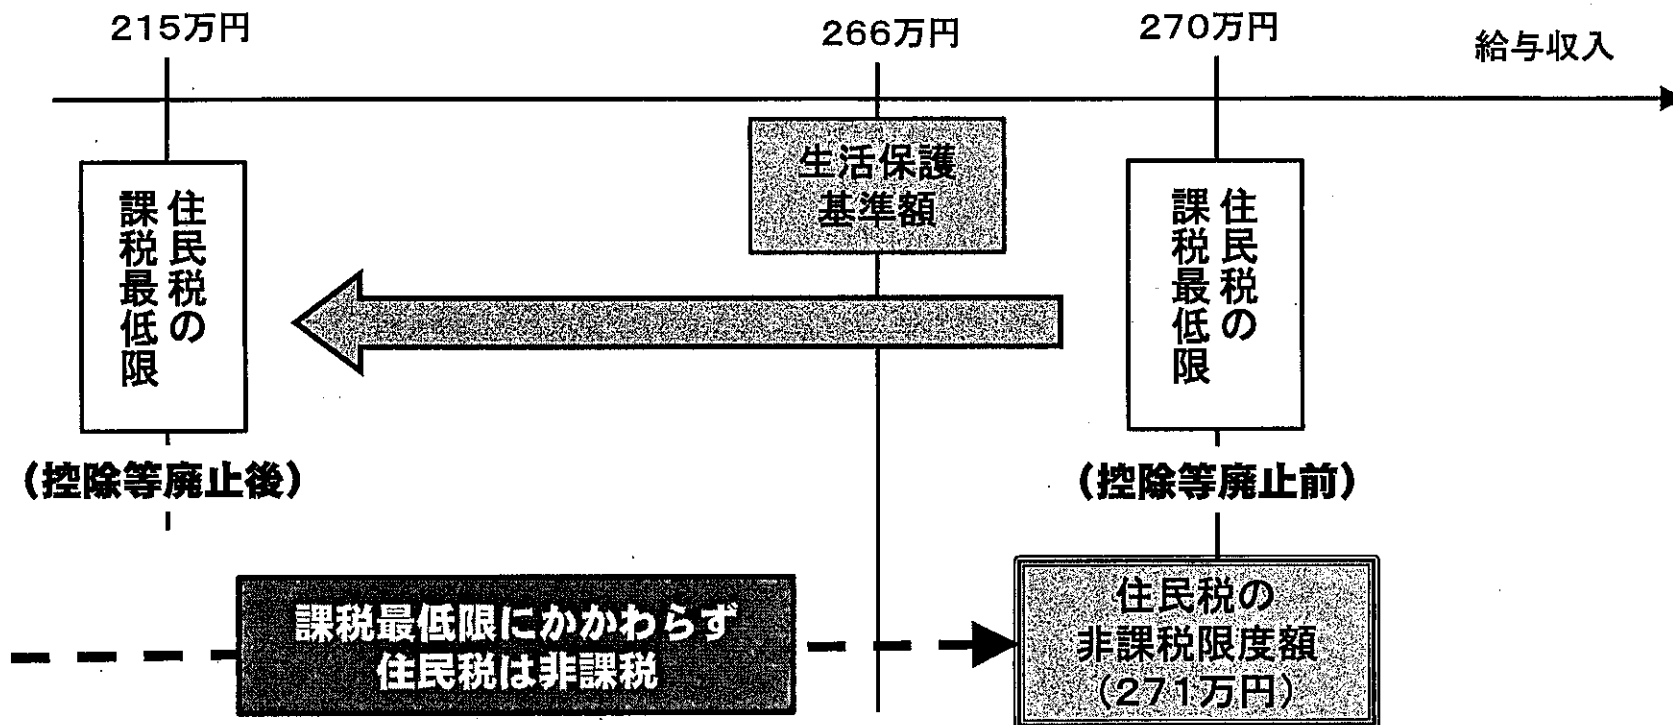 215万円
266万円
270万円
給与収入
生活保護
基準額
住民税の
課税最低限
住民税の
課税最低限
(控除等廃止後)
(控除等廃止前)
課税最低限にかかわらず
住民税は非課税
住民税の
非課税限度額
(271万円)